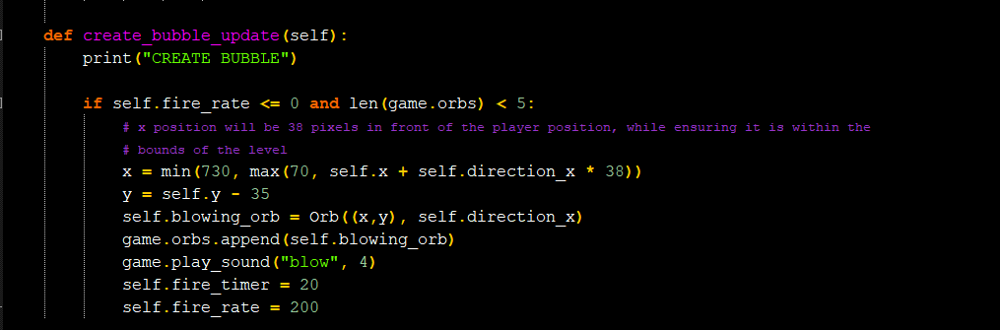 def create_bubble_update(self):
print("CREATE BUBBLE")
if self.fire_rate <= 0 and len(game.orbs) < 5:
# x position will be 38 pixels in front of the player position, while ensuring it is within the
# bounds of the level
x = min(730, max(70, self.x + self.direction_x * 38))
y = self.y - 35
self.blowing_orb = Orb((x,y), self.direction_x)
game.orbs.append(self.blowing_orb)
game.play_sound("blow", 4)
self.fire_timer = 20
self.fire_rate = 200